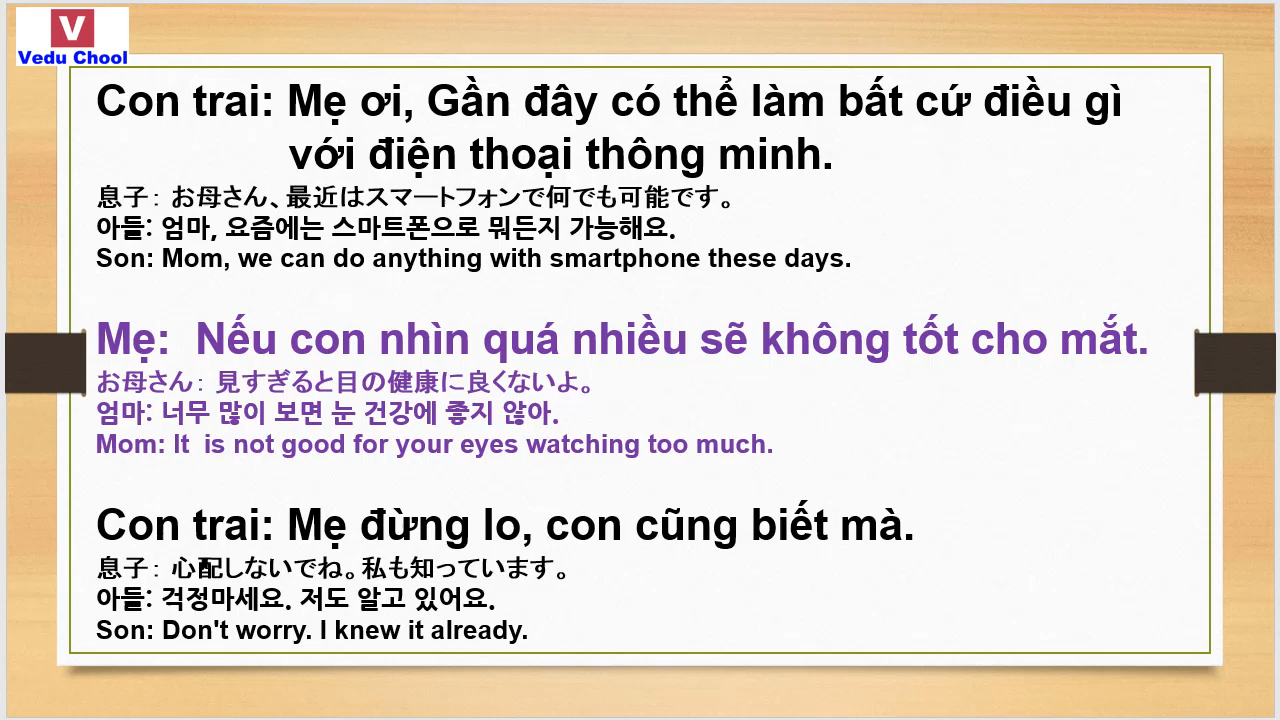 V
Vedu Chool
Con trai: Mẹ ơi, Gần đây có thể làm bất cứ điều gì
với điện thoại thông minh.
息子： お母さん、最近はスマートフォンで何でも可能です。
아들: 엄마, 요즘에는 스마트폰으로 뭐든지 가능해요.
Son: Mom, we can do anything with smartphone these days.
Mẹ:  Nếu con nhìn quá nhiều sẽ không tốt cho mắt.
お母さん： 見すぎると目の健康に良くないよ。
엄마: 너무 많이 보면 눈 건강에 좋지 않아.
Mom: It  is not good for your eyes watching too much.
Con trai: Mẹ đừng lo, con cũng biết mà.
息子： 心配しないでね。私も知っています。
아들: 걱정마세요. 저도 알고 있어요.
Son: Don't worry. I knew it already.